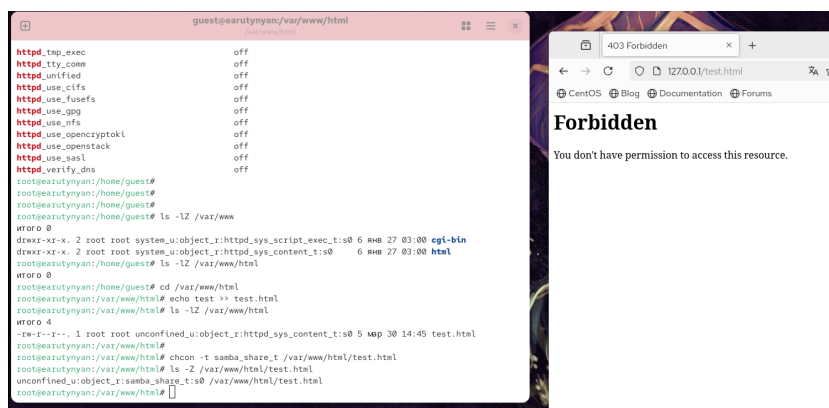 guest@earutynyan:/var/www/html
/var/www/html
httpd_tmp_exec off
httpd_tty_comm off
httpd_unified off
httpd_use_cifs off
httpd_use_fusefs off
httpd_use_gpg off
httpd_use_nfs off
httpd_use_opencryptoki off
httpd_use_openstack off
httpd_use_sasl off
httpd_verify_dns off
root@earutynyan:/home/guest#
root@earutynyan:/home/guest#
root@earutynyan:/home/guest#
root@earutynyan:/home/guest# ls -lZ /var/www
итого 0
drwxr-xr-x. 2 root root system_u:object_r:httpd_sys_script_exec_t:s0 6 янв 27 03:00 cgi-bin
drwxr-xr-x. 2 root root system_u:object_r:httpd_sys_content_t:s0 6 янв 27 03:00 html
root@earutynyan:/home/guest# ls -lZ /var/www/html
итого 0
root@earutynyan:/home/guest# cd /var/www/html
root@earutynyan:/var/www/html# echo test >> test.html
root@earutynyan:/var/www/html# ls -lZ /var/www/html
итого 4
-rw-r--r--. 1 root root unconfined_u:object_r:httpd_sys_content_t:s0 5 мар 30 14:45 test.html
root@earutynyan:/var/www/html#
root@earutynyan:/var/www/html# chcon -t samba_share_t /var/www/html/test.html
root@earutynyan:/var/www/html# ls -Z /var/www/html/test.html
unconfined_u:object_r:samba_share_t:s0 /var/www/html/test.html
root@earutynyan:/var/www/html#
403 Forbidden
127.0.0.1/test.html
CentOS Blog Documentation Forums
Forbidden
You don't have permission to access this resource.